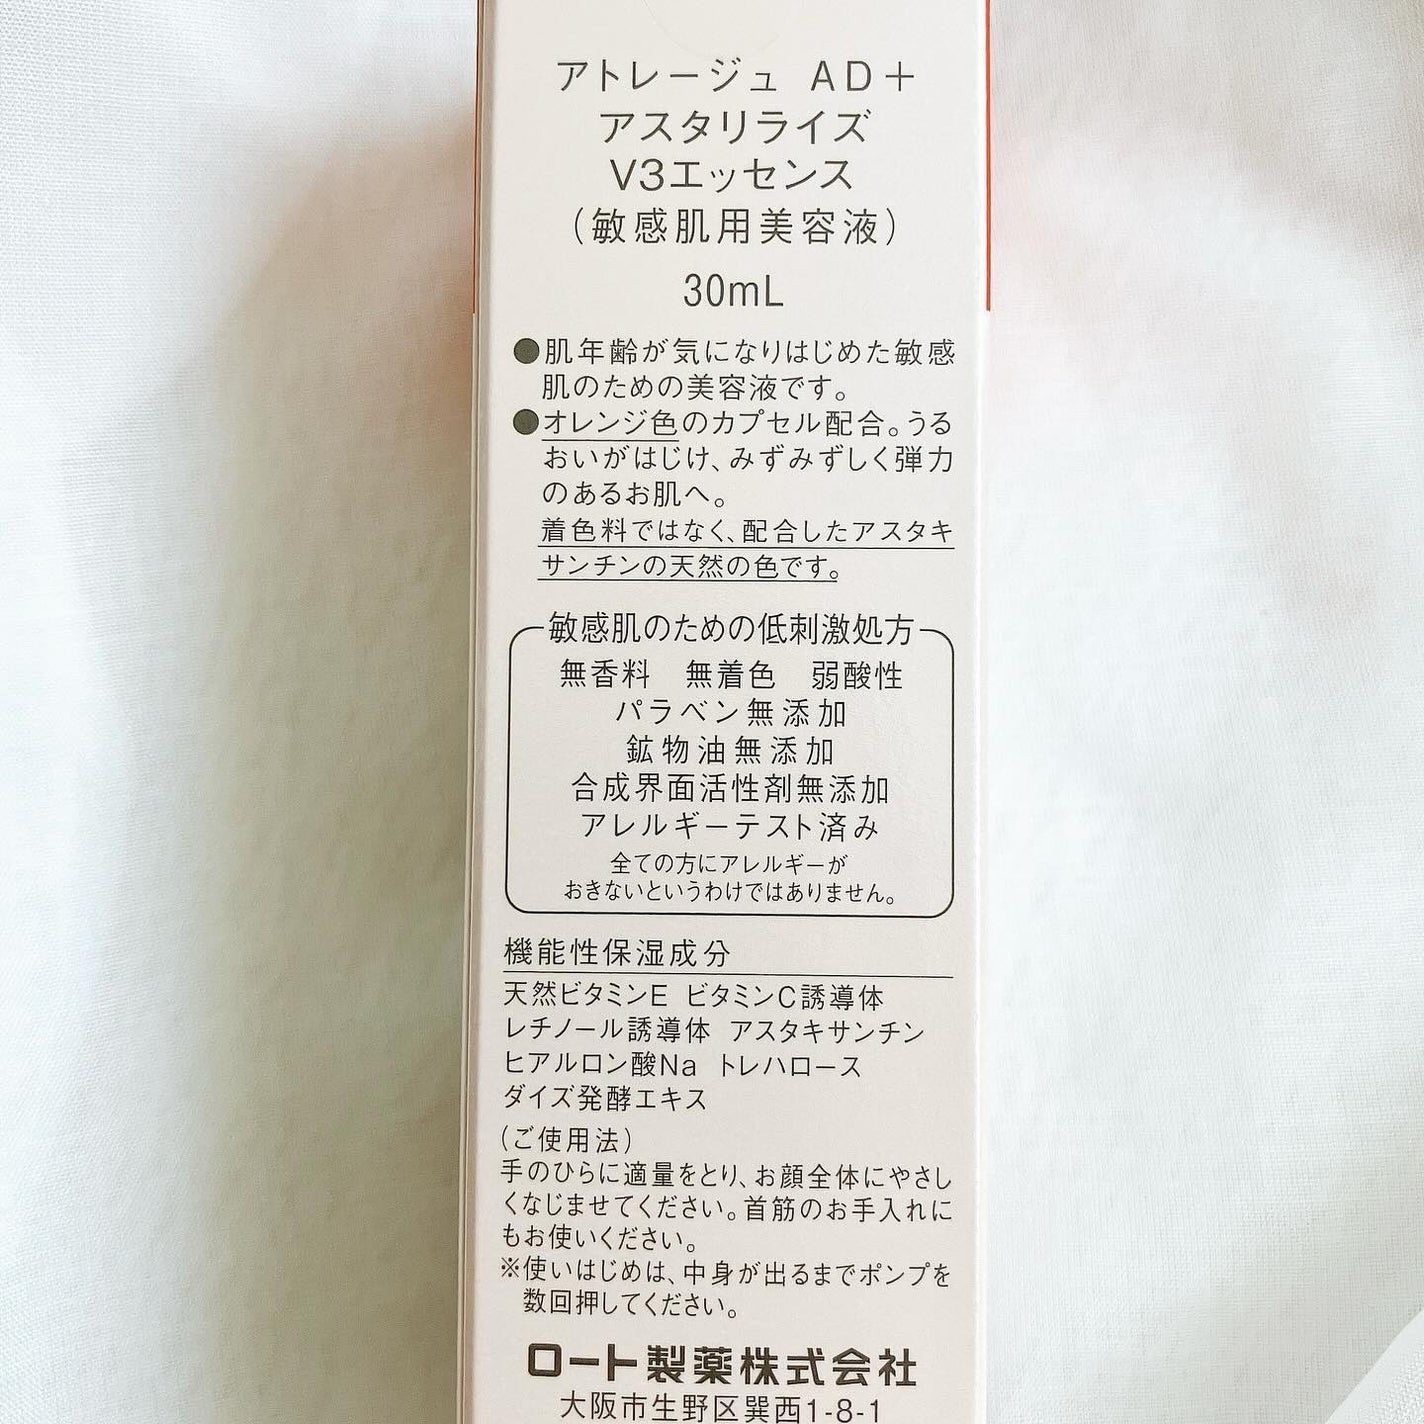 アトレージュ AD＋
アスタリライズ
V3エッセンス
（敏感肌用美容液）
30mL
●肌年齢が気になりはじめた敏感
肌のための美容液です。
●オレンジ色のカプセル配合。うる
おいがはじけ、みずみずしく弾力
のあるお肌へ。
着色料ではなく、配合したアスタキ
サンチンの天然の色です。
敏感肌のための低刺激処方
無香料 無着色 弱酸性
パラベン無添加
鉱物油無添加
合成界面活性剤無添加
アレルギーテスト済み
全ての方にアレルギーが
おきないというわけではありません。
機能性保湿成分
天然ビタミンE ビタミンC誘導体
レチノール誘導体 アスタキサンチン
ヒアルロン酸Na トレハロース
ダイズ発酵エキス
（ご使用法）
手のひらに適量をとり、お顔全体にやさし
くなじませてください。首筋のお手入れに
もお使いください。
※使いはじめは、中身が出るまでポンプを
数回押してください。
ロート製薬株式会社
大阪市生野区巽西1-8-1